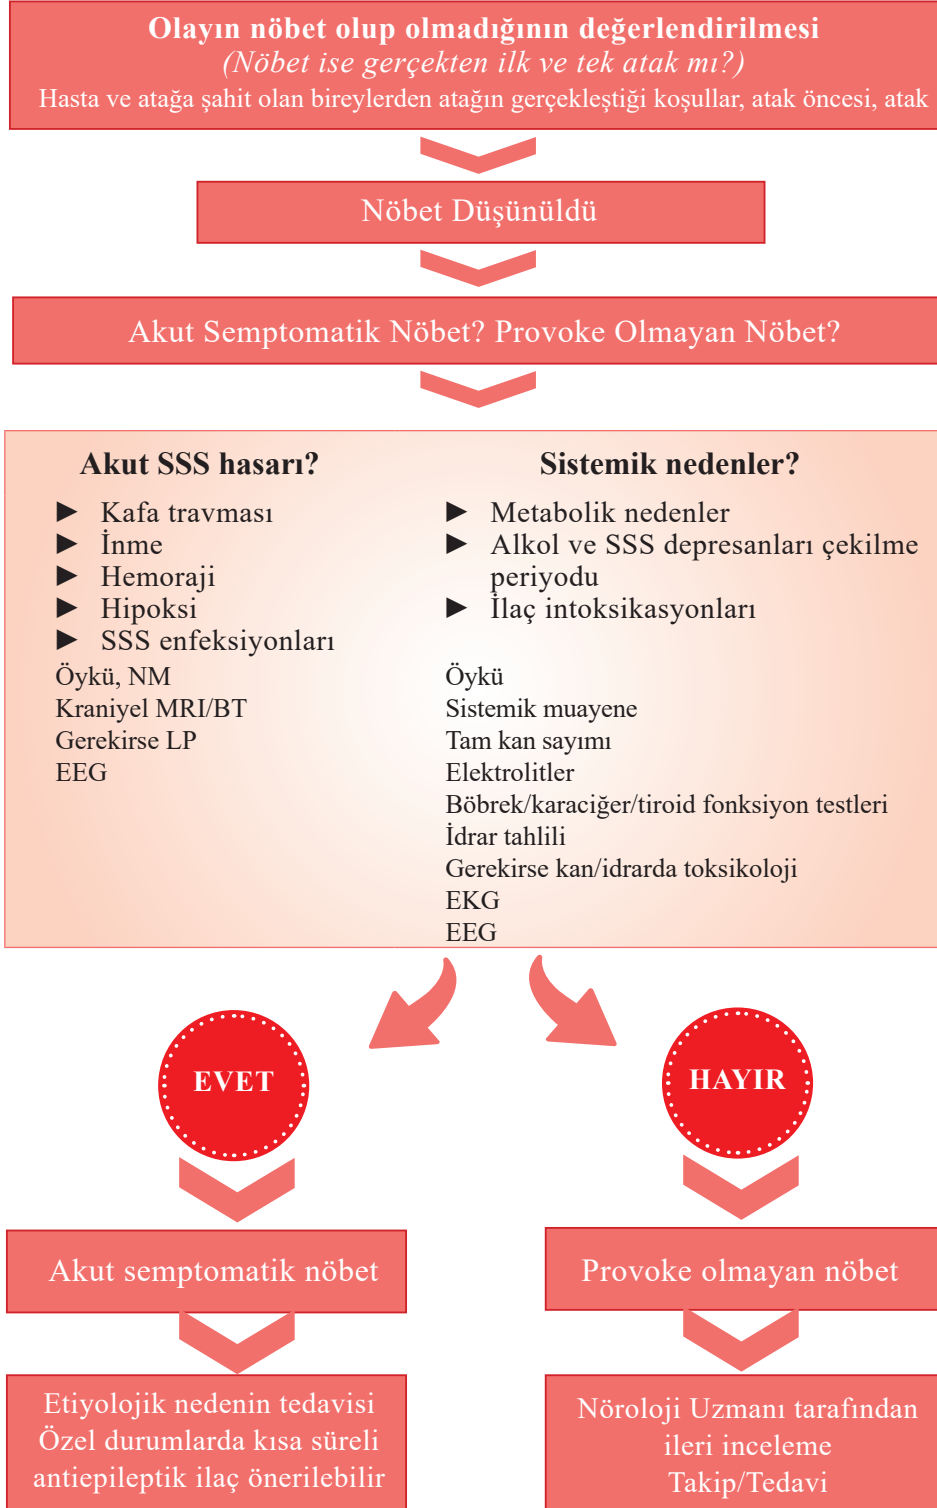 Olayın nöbet olup olmadığının değerlendirilmesi
(Nöbet ise gerçekten ilk ve tek atak mı?)
Hasta ve atağa şahit olan bireylerden atağın gerçekleştiği koşullar, atak öncesi, atak
Nöbet Düşünüldü
Akut Semptomatik Nöbet? Provoke Olmayan Nöbet?
Akut SSS hasarı?
► Kafa travması
► İnme
► Hemoraji
► Hipoksi
► SSS enfeksiyonları
Öykü, NM
Kraniyel MRI/BT
Gerekirse LP
EEG
Sistemik nedenler?
► Metabolik nedenler
► Alkol ve SSS depresanları çekilme
periyodu
► İlaç intoksikasyonları
Öykü
Sistemik muayene
Tam kan sayımı
Elektrolitler
Böbrek/karaciğer/tiroid fonksiyon testleri
İdrar tahlili
Gerekirse kan/idrarda toksikoloji
EKG
EEG
EVET
Akut semptomatik nöbet
Etiyolojik nedenin tedavisi
Özel durumlarda kısa süreli
antiepileptik ilaç önerilebilir
HAYIR
Provoke olmayan nöbet
Nöroloji Uzmanı tarafından
ileri inceleme
Takip/Tedavi